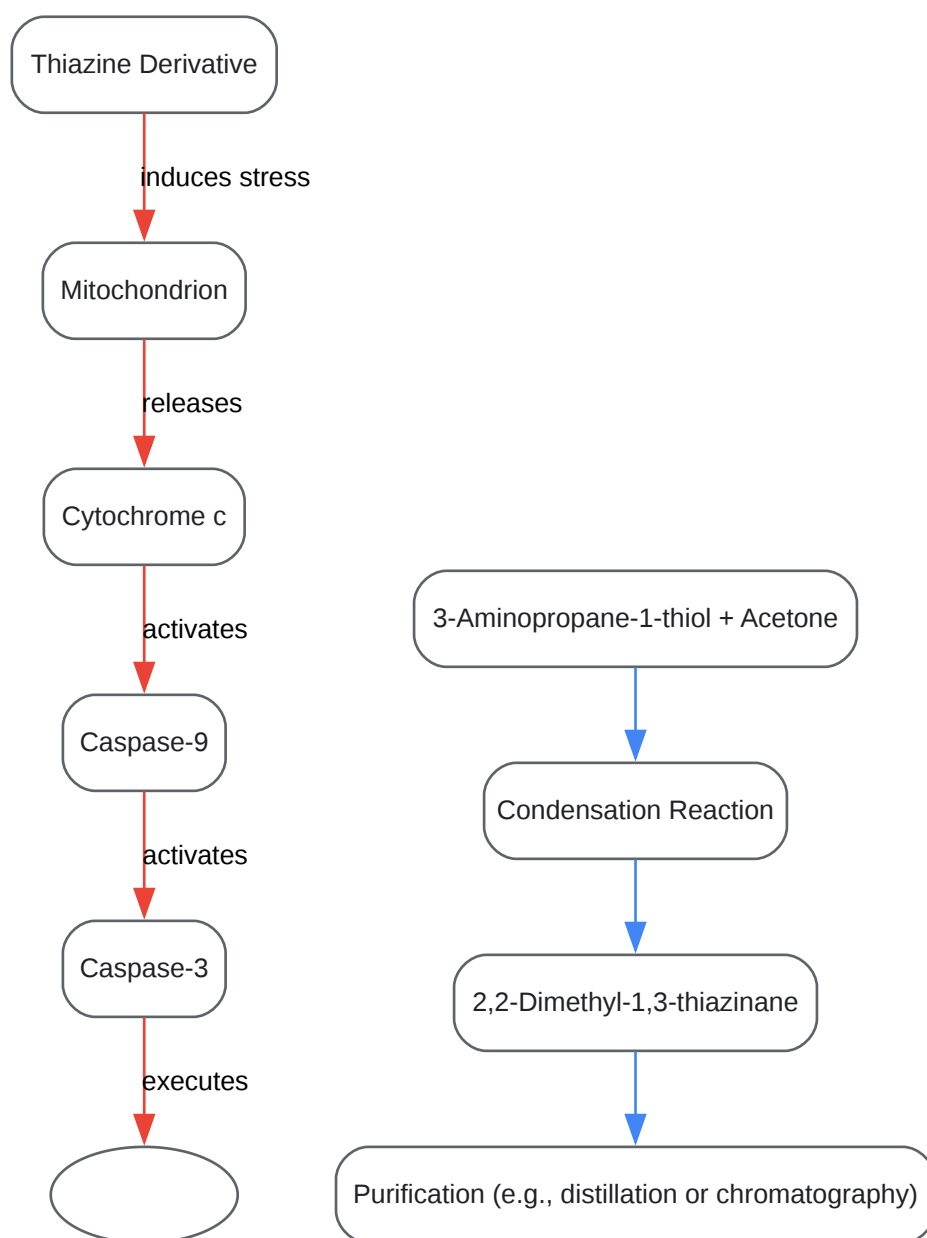 Thiazine Derivative
induces stress
Mitochondrion
releases
Cytochrome c
activates
Caspase-9
activates
Caspase-3
executes
3-Aminopropane-1-thiol + Acetone
Condensation Reaction
2,2-Dimethyl-1,3-thiazinane
Purification (e.g., distillation or chromatography)